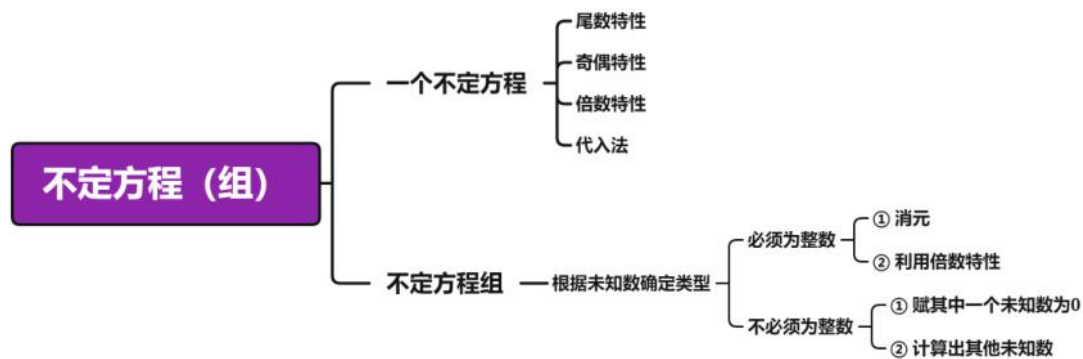 不定方程（组）
一个不定方程
尾数特性
奇偶特性
倍数特性
代入法
不定方程组
根据未知数确定类型
必须为整数
① 消元
② 利用倍数特性
不必须为整数
① 赋其中一个未知数为0
② 计算出其他未知数